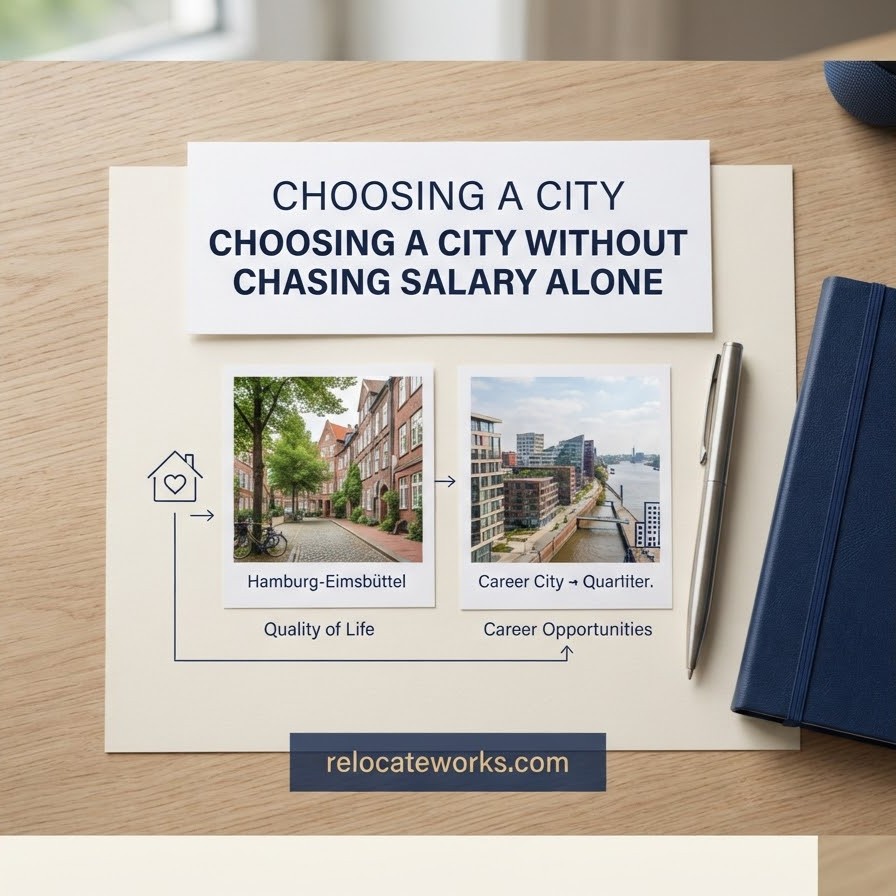 CHOOSING A CITY
CHOOSING A CITY WITHOUT
CHASING SALARY ALONE
Hamburg-Eimsbüttel
Career City → Quartiter.
Quality of Life
Career Opportunities
relocateworks.com